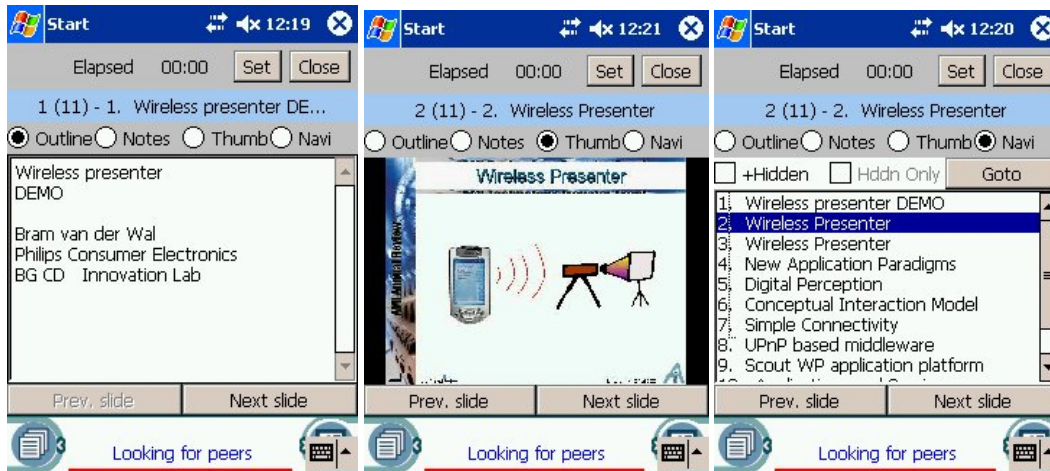 Start 12:19
Elapsed 00:00 Set Close
1 (11) - 1. Wireless presenter DE...
Outline Notes Thumb Navi
Wireless presenter
DEMO
Bram van der Wal
Philips Consumer Electronics
BG CD Innovation Lab
Prev. slide Next slide
3 Looking for peers
Start 12:21
Elapsed 00:00 Set Close
2 (11) - 2. Wireless Presenter
Outline Notes Thumb Navi
Wireless Presenter
Prev. slide Next slide
3 Looking for peers
Start 12:20
Elapsed 00:00 Set Close
2 (11) - 2. Wireless Presenter
Outline Notes Thumb Navi
+Hidden Hddn Only Goto
1. Wireless presenter DEMO
2. Wireless Presenter
3. Wireless Presenter
4. New Application Paradigms
5. Digital Perception
6. Conceptual Interaction Model
7. Simple Connectivity
8. UPnP based middleware
9. Scout WP application platform
Prev. slide Next slide
3 Looking for peers